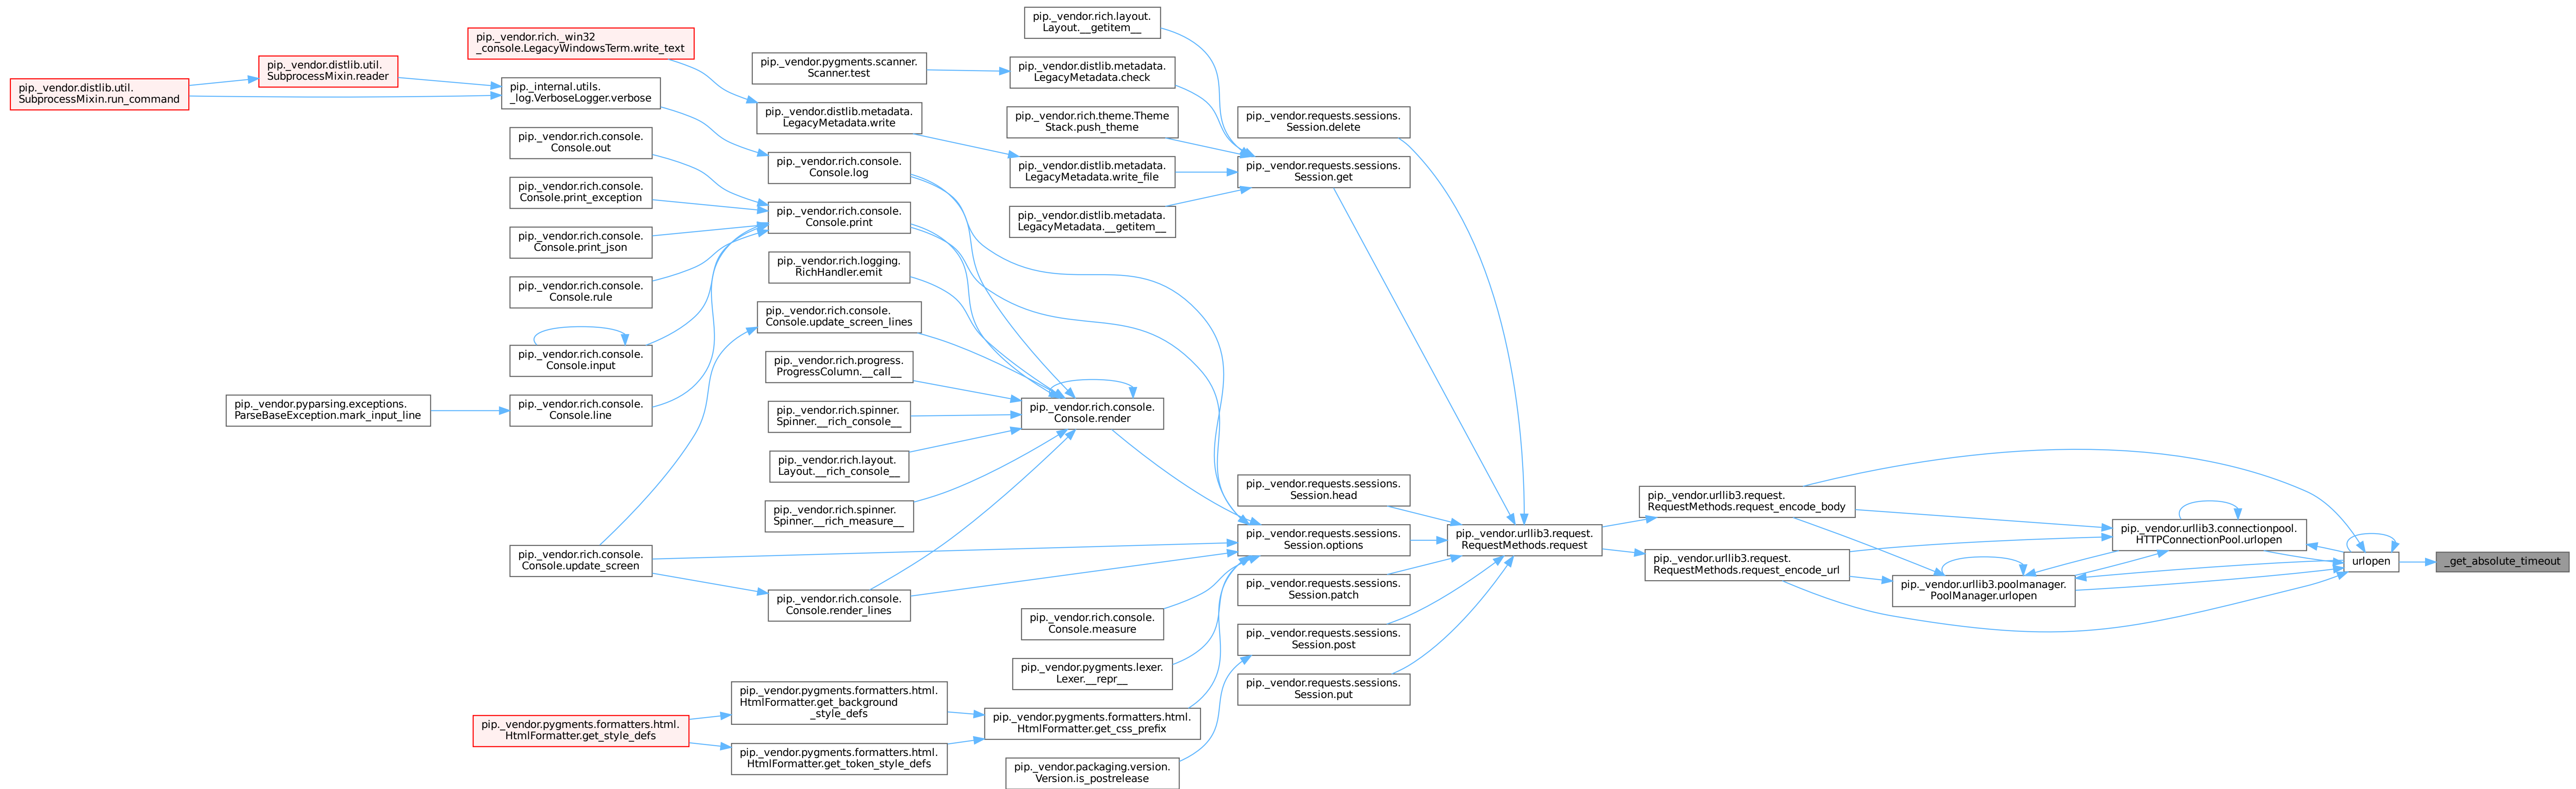 pip._vendor.distlib.util.
SubprocessMixin.run_command
pip._vendor.distlib.util.
SubprocessMixin.reader
pip._vendor.pyparsing.exceptions.
ParseBaseException.mark_input_line
pip._vendor.rich._win32
_console.LegacyWindowsTerm.write_text
pip._internal.utils.
_log.VerboseLogger.verbose
pip._vendor.rich.console.
Console.out
pip._vendor.rich.console.
Console.print_exception
pip._vendor.rich.console.
Console.print_json
pip._vendor.rich.console.
Console.rule
pip._vendor.rich.console.
Console.input
pip._vendor.rich.console.
Console.line
pip._vendor.rich.console.
Console.update_screen
pip._vendor.pygments.formatters.html.
HtmlFormatter.get_style_defs
pip._vendor.pygments.scanner.
Scanner.test
pip._vendor.distlib.metadata.
LegacyMetadata.write
pip._vendor.rich.console.
Console.log
pip._vendor.rich.console.
Console.print
pip._vendor.rich.logging.
RichHandler.emit
pip._vendor.rich.console.
Console.update_screen_lines
pip._vendor.rich.progress.
ProgressColumn.__call__
pip._vendor.rich.spinner.
Spinner.__rich_console__
pip._vendor.rich.layout.
Layout.__rich_console__
pip._vendor.rich.spinner.
Spinner.__rich_measure__
pip._vendor.rich.console.
Console.render_lines
pip._vendor.pygments.formatters.html.
HtmlFormatter.get_background
_style_defs
pip._vendor.pygments.formatters.html.
HtmlFormatter.get_token_style_defs
pip._vendor.rich.layout.
Layout.__getitem__
pip._vendor.distlib.metadata.
LegacyMetadata.check
pip._vendor.rich.theme.Theme
Stack.push_theme
pip._vendor.distlib.metadata.
LegacyMetadata.write_file
pip._vendor.distlib.metadata.
LegacyMetadata.__getitem__
pip._vendor.rich.console.
Console.render
pip._vendor.rich.console.
Console.measure
pip._vendor.pygments.lexer.
Lexer.__repr__
pip._vendor.pygments.formatters.html.
HtmlFormatter.get_css_prefix
pip._vendor.packaging.version.
Version.is_postrelease
pip._vendor.requests.sessions.
Session.delete
pip._vendor.requests.sessions.
Session.get
pip._vendor.requests.sessions.
Session.head
pip._vendor.requests.sessions.
Session.options
pip._vendor.requests.sessions.
Session.patch
pip._vendor.requests.sessions.
Session.post
pip._vendor.requests.sessions.
Session.put
pip._vendor.urllib3.request.
RequestMethods.request
pip._vendor.urllib3.request.
RequestMethods.request_encode_body
pip._vendor.urllib3.request.
RequestMethods.request_encode_url
pip._vendor.urllib3.poolmanager.
PoolManager.urlopen
pip._vendor.urllib3.connectionpool.
HTTPConnectionPool.urlopen
urlopen
_get_absolute_timeout